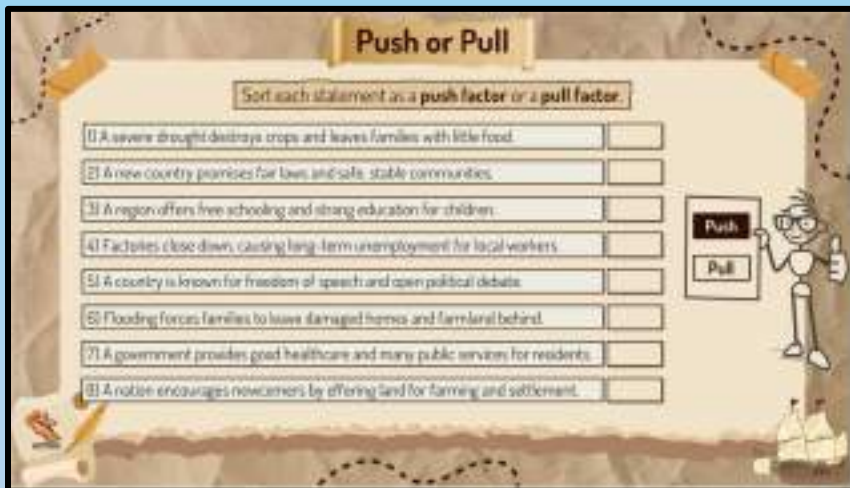 Push or Pull
Sort each statement as a push factor or a pull factor.
1) A severe drought destroys crops and leaves families with little food.
2) A new country promises fair laws and safe, stable communities.
3) A region offers free schooling and strong education for children.
4) Factories close down, causing long-term unemployment for local workers.
5) A country is known for freedom of speech and open political debate.
6) Flooding forces families to leave damaged homes and farmland behind.
7) A government provides good healthcare and many public services for residents.
8) A nation encourages newcomers by offering land for farming and settlement.
Push
Pull